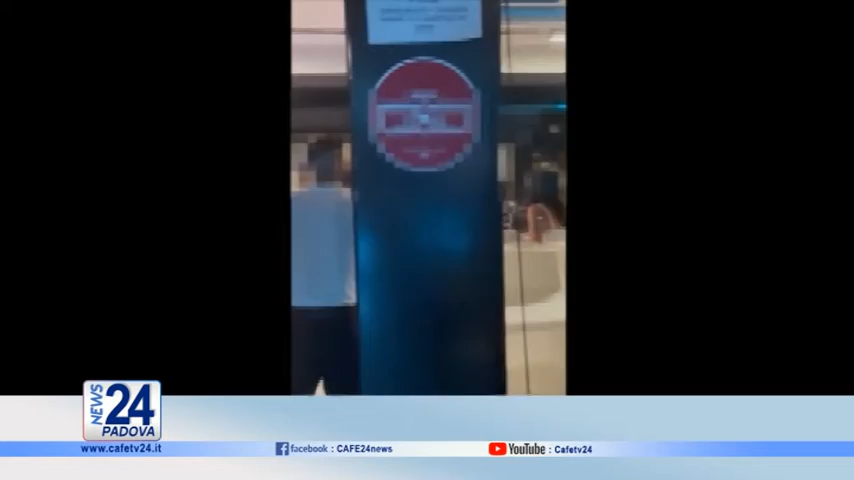 NEWS
24
PADOVA
www.cafetv24.it
facebook : CAFE24news
YouTube : Cafetv24